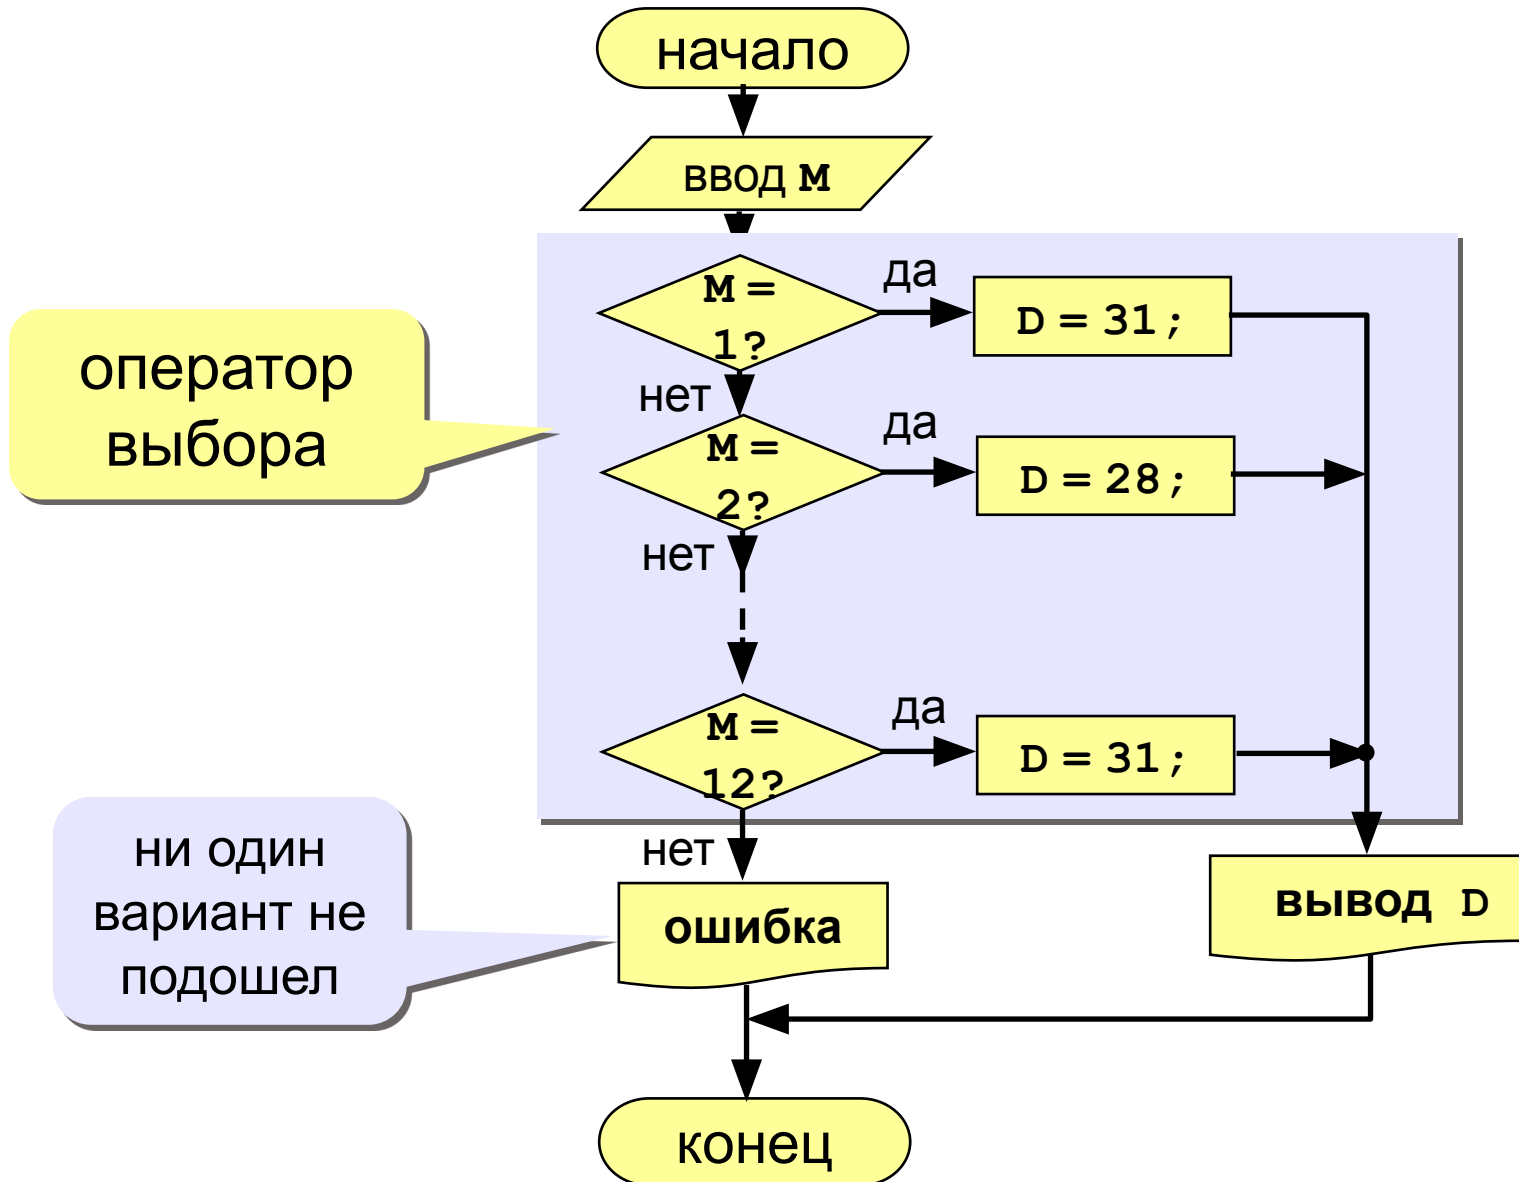 начало
ввод M
M =
1?
да
D = 31;
нет
оператор
выбора
M =
2?
да
D = 28;
нет
M =
12?
да
D = 31;
нет
ни один
вариант не
подошел
ошибка
вывод D
конец